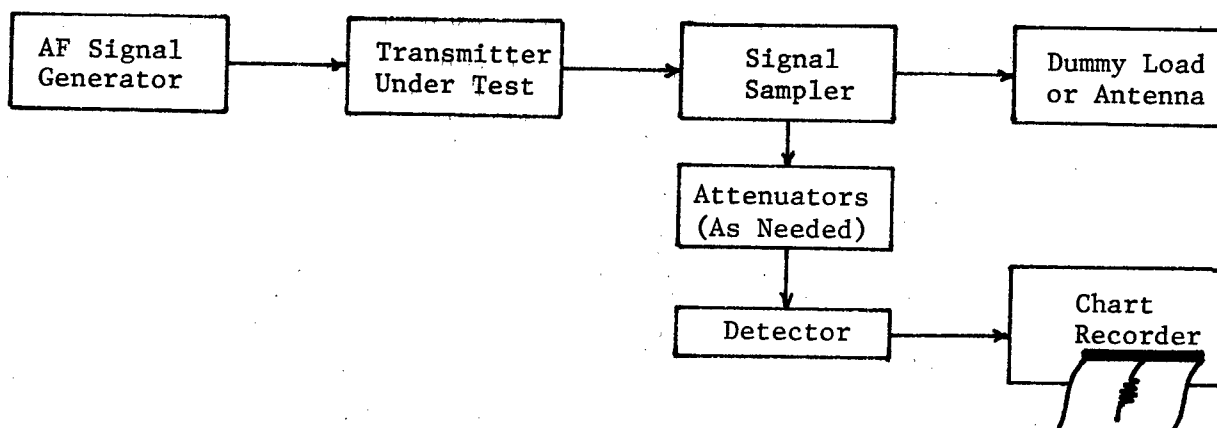 AF Signal
Generator
Transmitter
Under Test
Signal
Sampler
Dummy Load
or Antenna
Attenuators
(As Needed)
Detector
Chart
Recorder